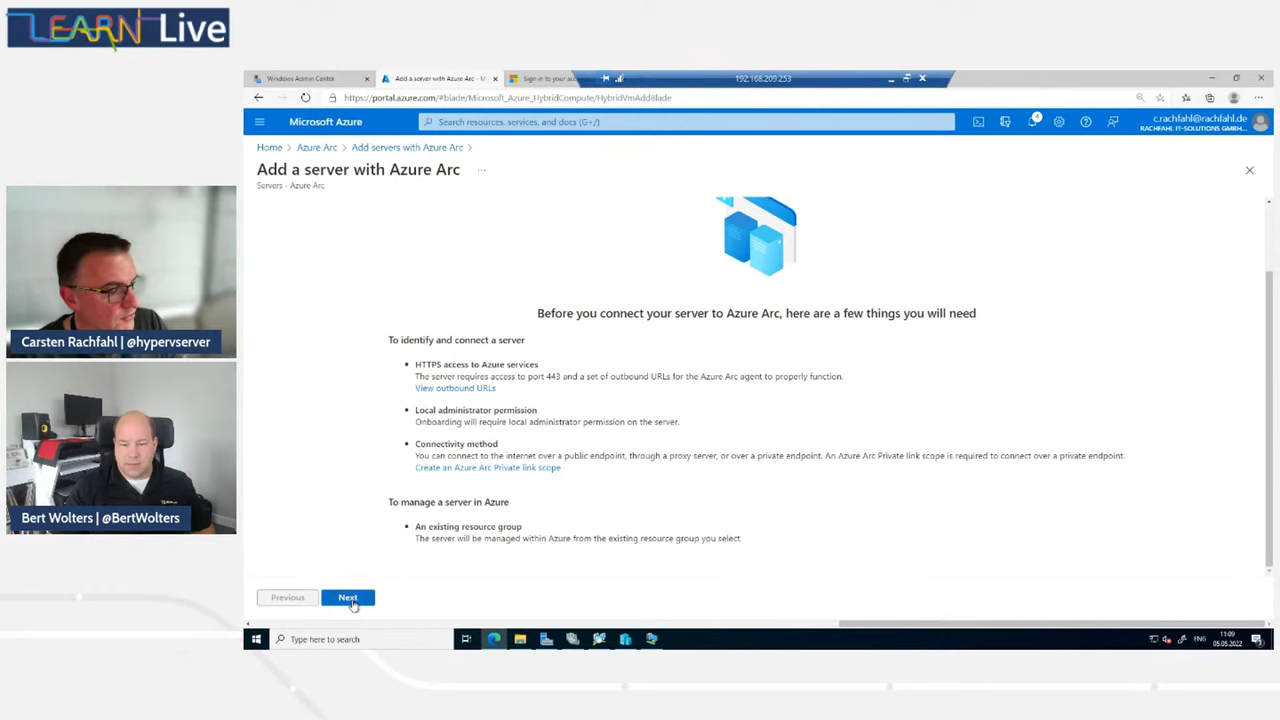 LEARN Live
Windows Admin Center
Add a server with Azure Arc - M
Sign in to your acc
192.168.209.253
https://portal.azure.com/#blade/Microsoft_Azure_HybridCompute/HybridVmAddBlade
Microsoft Azure
Search resources, services, and docs (G+/)
4
c.rachfahl@rachfahl.de
RACHFAHL IT-SOLUTIONS GMBH...
Home > Azure Arc > Add servers with Azure Arc >
Add a server with Azure Arc ...
Servers - Azure Arc
Before you connect your server to Azure Arc, here are a few things you will need
To identify and connect a server
• HTTPS access to Azure services
The server requires access to port 443 and a set of outbound URLs for the Azure Arc agent to properly function.
View outbound URLs
• Local administrator permission
Onboarding will require local administrator permission on the server.
• Connectivity method
You can connect to the internet over a public endpoint, through a proxy server, or over a private endpoint. An Azure Arc Private link scope is required to connect over a private endpoint.
Create an Azure Arc Private link scope
To manage a server in Azure
• An existing resource group
The server will be managed within Azure from the existing resource group you select.
Previous
Next
Type here to search
ENG
11:09
05.05.2022
Carsten Rachfahl | @hypervserver
Bert Wolters | @BertWolters